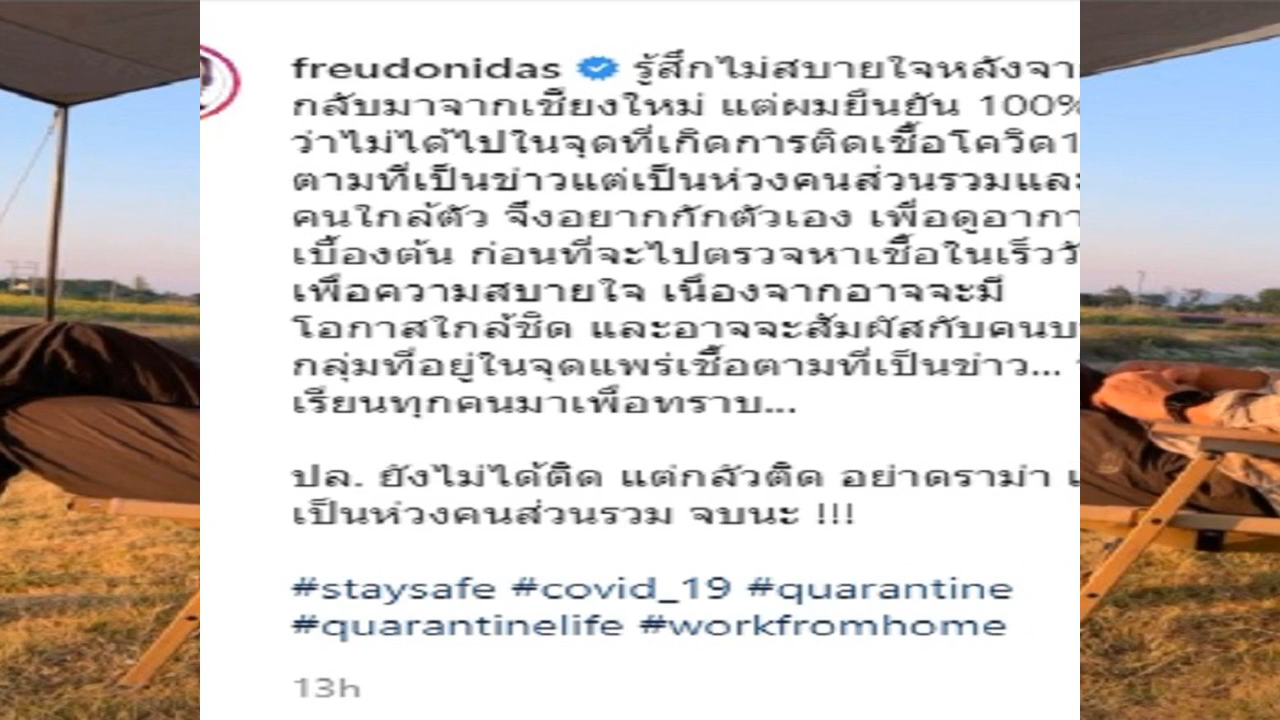 freudonidas รู้สึกไม่สบายใจหลังจา
กลับมาจากเชียงใหม่ แต่ผมยืนยัน 100%
ว่าไม่ได้ไปในจุดที่เกิดการติดเชื้อโควิด1
ตามที่เป็นข่าวแต่เป็นห่วงคนส่วนรวมและ
คนใกล้ตัว จึงอยากกักตัวเอง เพื่อดูอากา
เบื้องต้น ก่อนที่จะไปตรวจหาเชื้อในเร็ววั
เพื่อความสบายใจ เนื่องจากอาจจะมี
โอกาสใกล้ชิด และอาจจะสัมผัสกับคนบ
กลุ่มที่อยู่ในจุดแพร่เชื้อตามที่เป็นข่าว...
เรียนทุกคนมาเพื่อทราบ...
ปล. ยังไม่ได้ติด แต่กลัวติด อย่าดราม่า
เป็นห่วงคนส่วนรวม จบนะ !!!
#staysafe #covid_19 #quarantine
#quarantinelife #workfromhome
13h